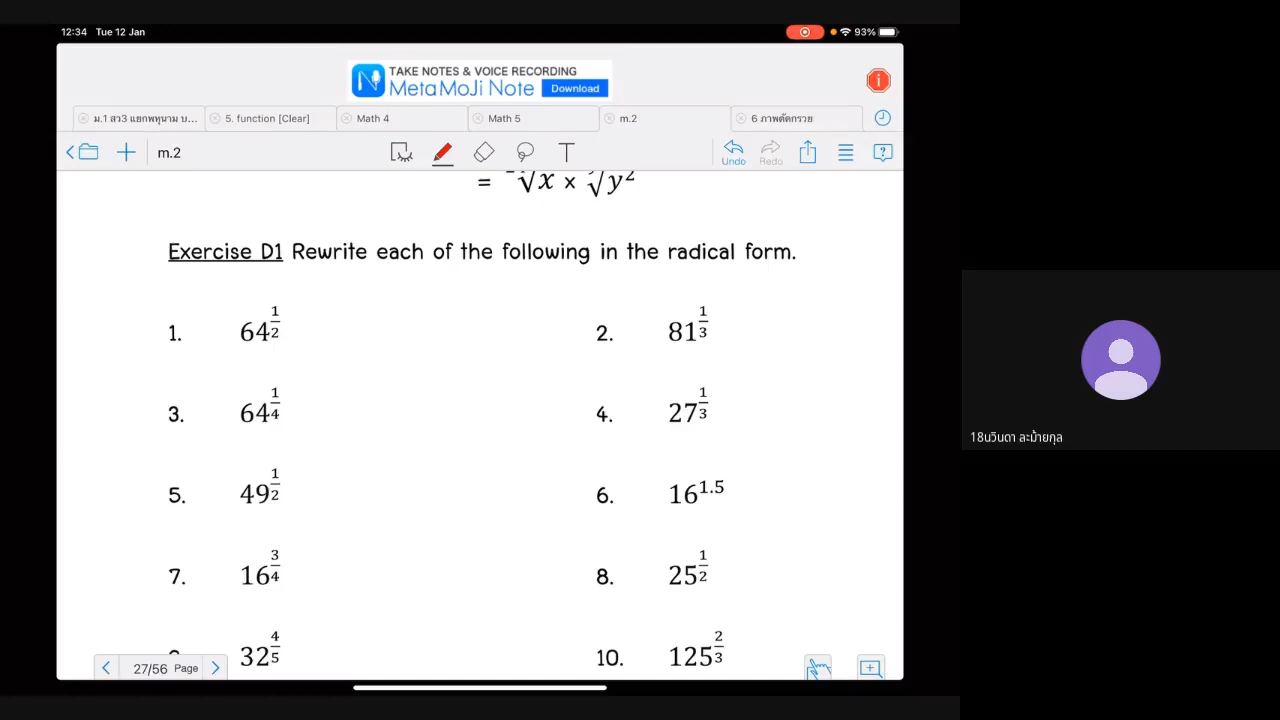 12:34 Tue 12 Jan 93%
TAKE NOTES & VOICE RECORDING
MetaMoJi Note Download
ม.1 สว3 แยกพหุนาม บ... 5. function [Clear] Math 4 Math 5 m.2 6 ภาพตัดกรวย
m.2 T Undo Redo
= √x × ∛y²
Exercise D1 Rewrite each of the following in the radical form.
1. 64^(1/2) 2. 81^(1/3)
3. 64^(1/4) 4. 27^(1/3)
5. 49^(1/2) 6. 16^1.5
7. 16^(3/4) 8. 25^(1/2)
32^(4/5) 10. 125^(2/3)
27/56 Page
18นวินดา ละม้ายกุล